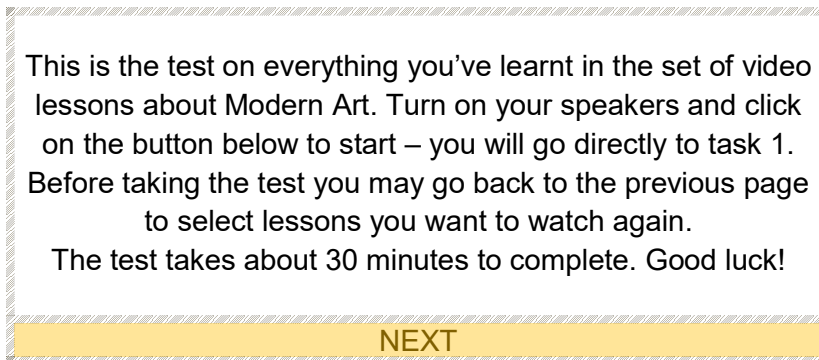 This is the test on everything you’ve learnt in the set of video
lessons about Modern Art. Turn on your speakers and click
on the button below to start – you will go directly to task 1.
Before taking the test you may go back to the previous page
to select lessons you want to watch again.
The test takes about 30 minutes to complete. Good luck!
NEXT